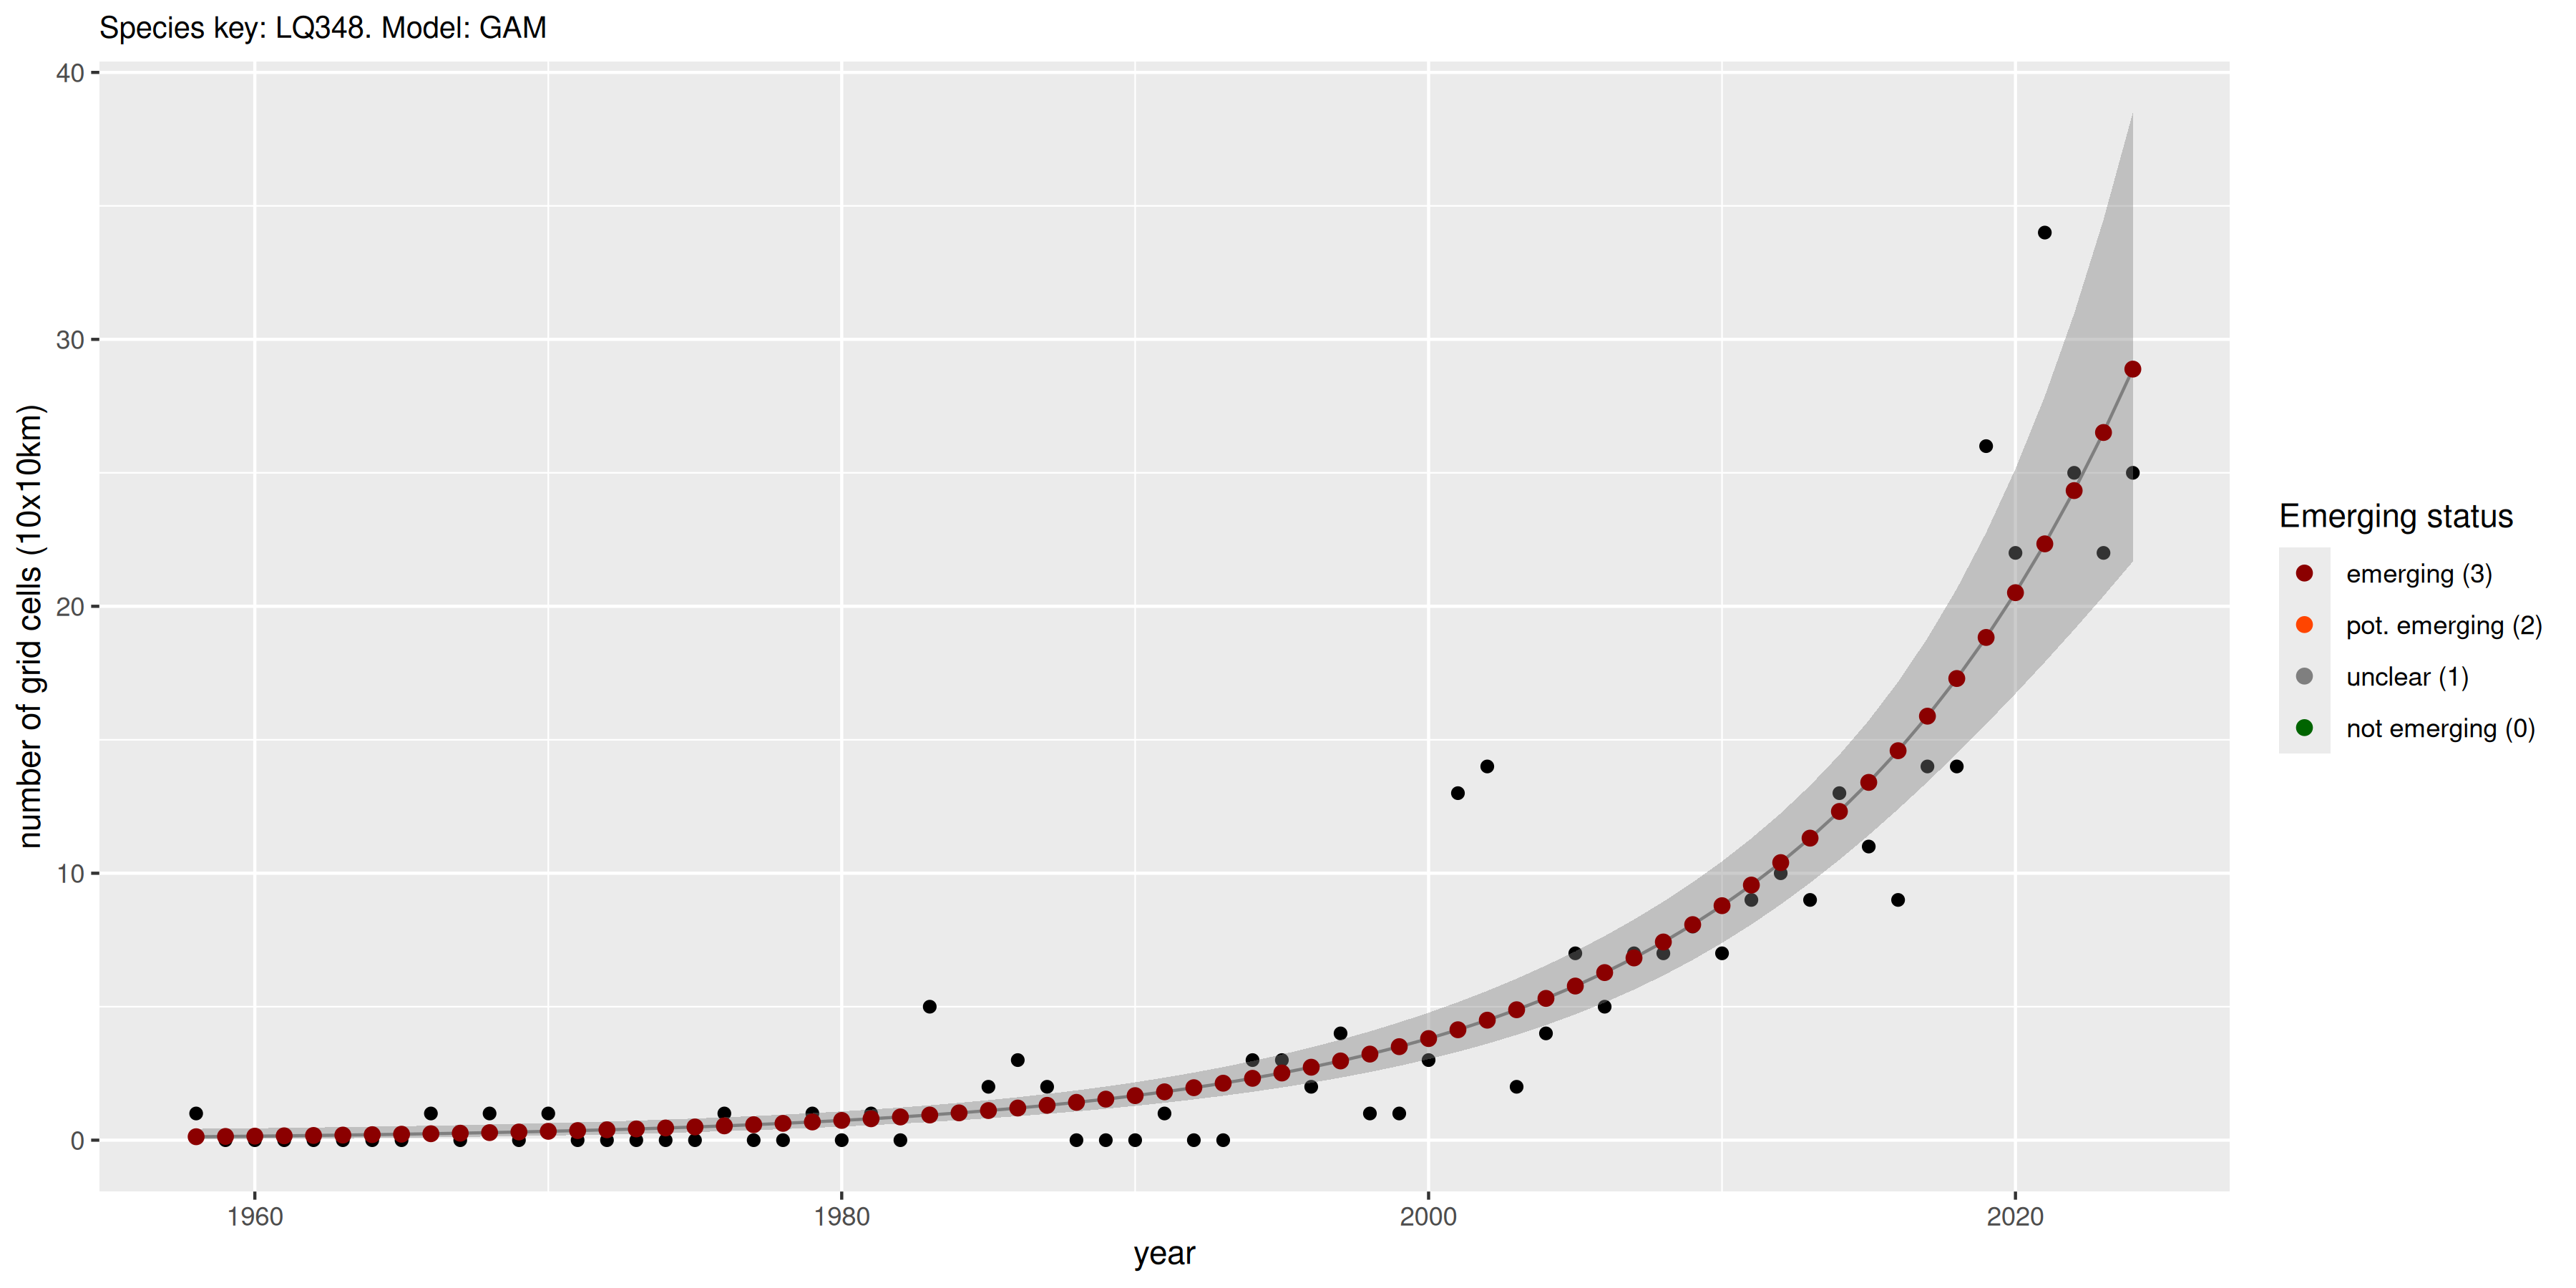 Species key: LQ348. Model: GAM
40
30
20
10
0
number of grid cells (10x10km)
1960
1980
2000
2020
year
Emerging status
emerging (3)
pot. emerging (2)
unclear (1)
not emerging (0)